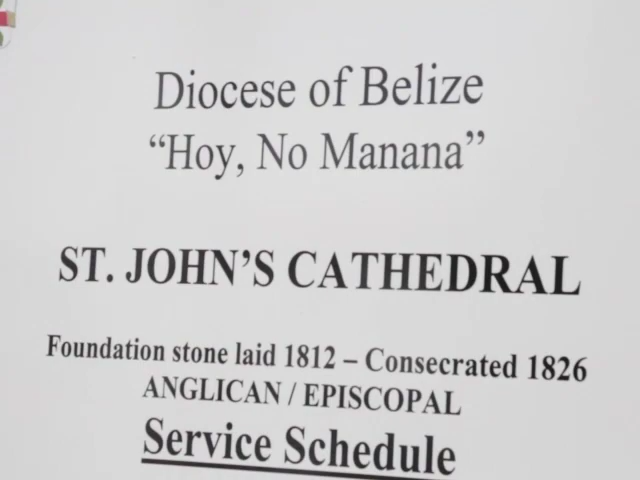 Diocese of Belize
“Hoy, No Manana”
ST. JOHN’S CATHEDRAL
Foundation stone laid 1812 – Consecrated 1826
ANGLICAN / EPISCOPAL
Service Schedule